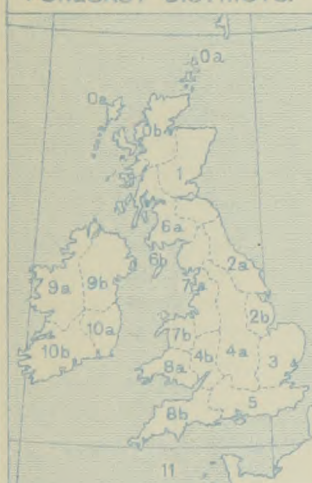 FORECAST DISTRICTS.
0a
0a
0b
1
6a
6b
2a
7a
9a
9b
2b
10a
7b
4b
4a
3
10b
8a
5
8b
11